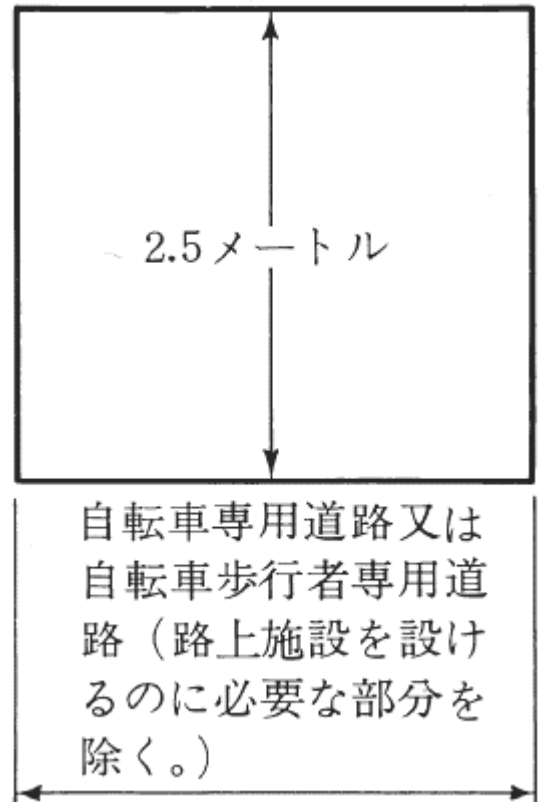 2.5メートル
自転車専用道路又は
自転車歩行者専用道
路（路上施設を設け
るのに必要な部分を
除く。）